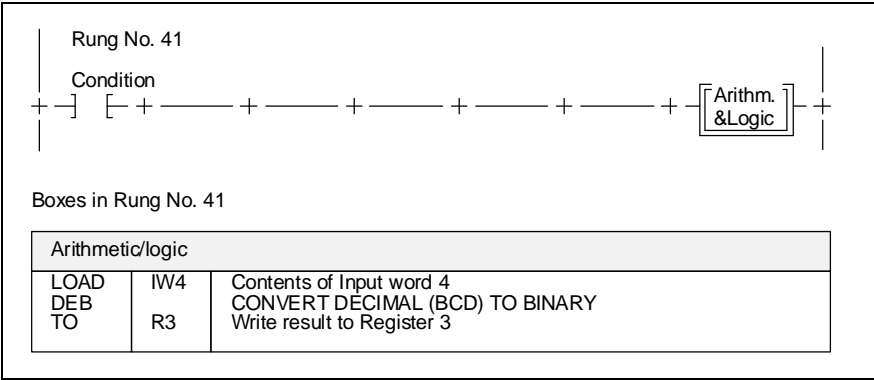 Rung No. 41
Condition
Arithm.
&Logic
Boxes in Rung No. 41
Arithmetic/logic
LOAD IW4 Contents of Input word 4
DEB CONVERT DECIMAL (BCD) TO BINARY
TO R3 Write result to Register 3